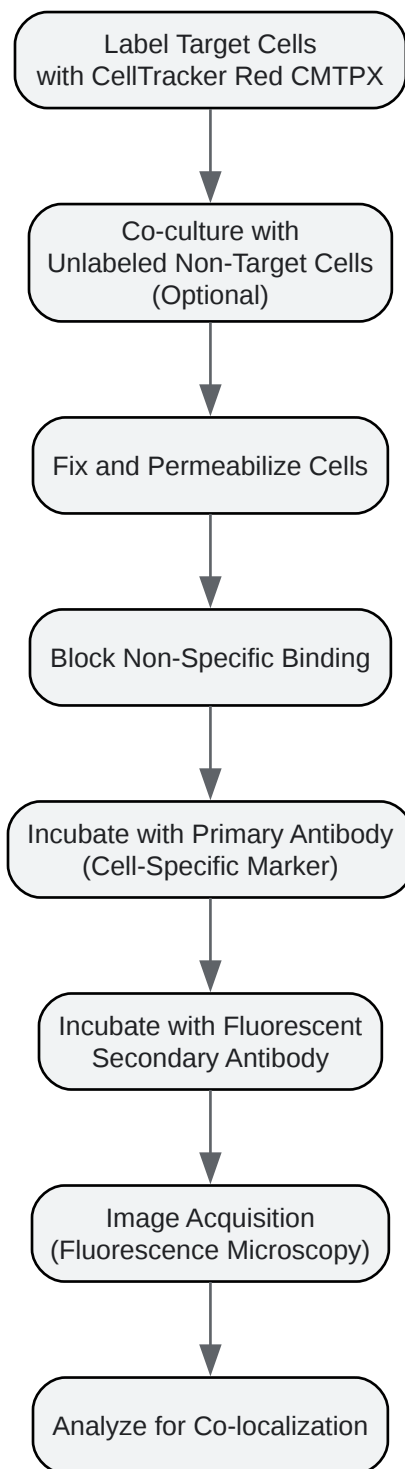 Label Target Cells
with CellTracker Red CMTPX
Co-culture with
Unlabeled Non-Target Cells
(Optional)
Fix and Permeabilize Cells
Block Non-Specific Binding
Incubate with Primary Antibody
(Cell-Specific Marker)
Incubate with Fluorescent
Secondary Antibody
Image Acquisition
(Fluorescence Microscopy)
Analyze for Co-localization